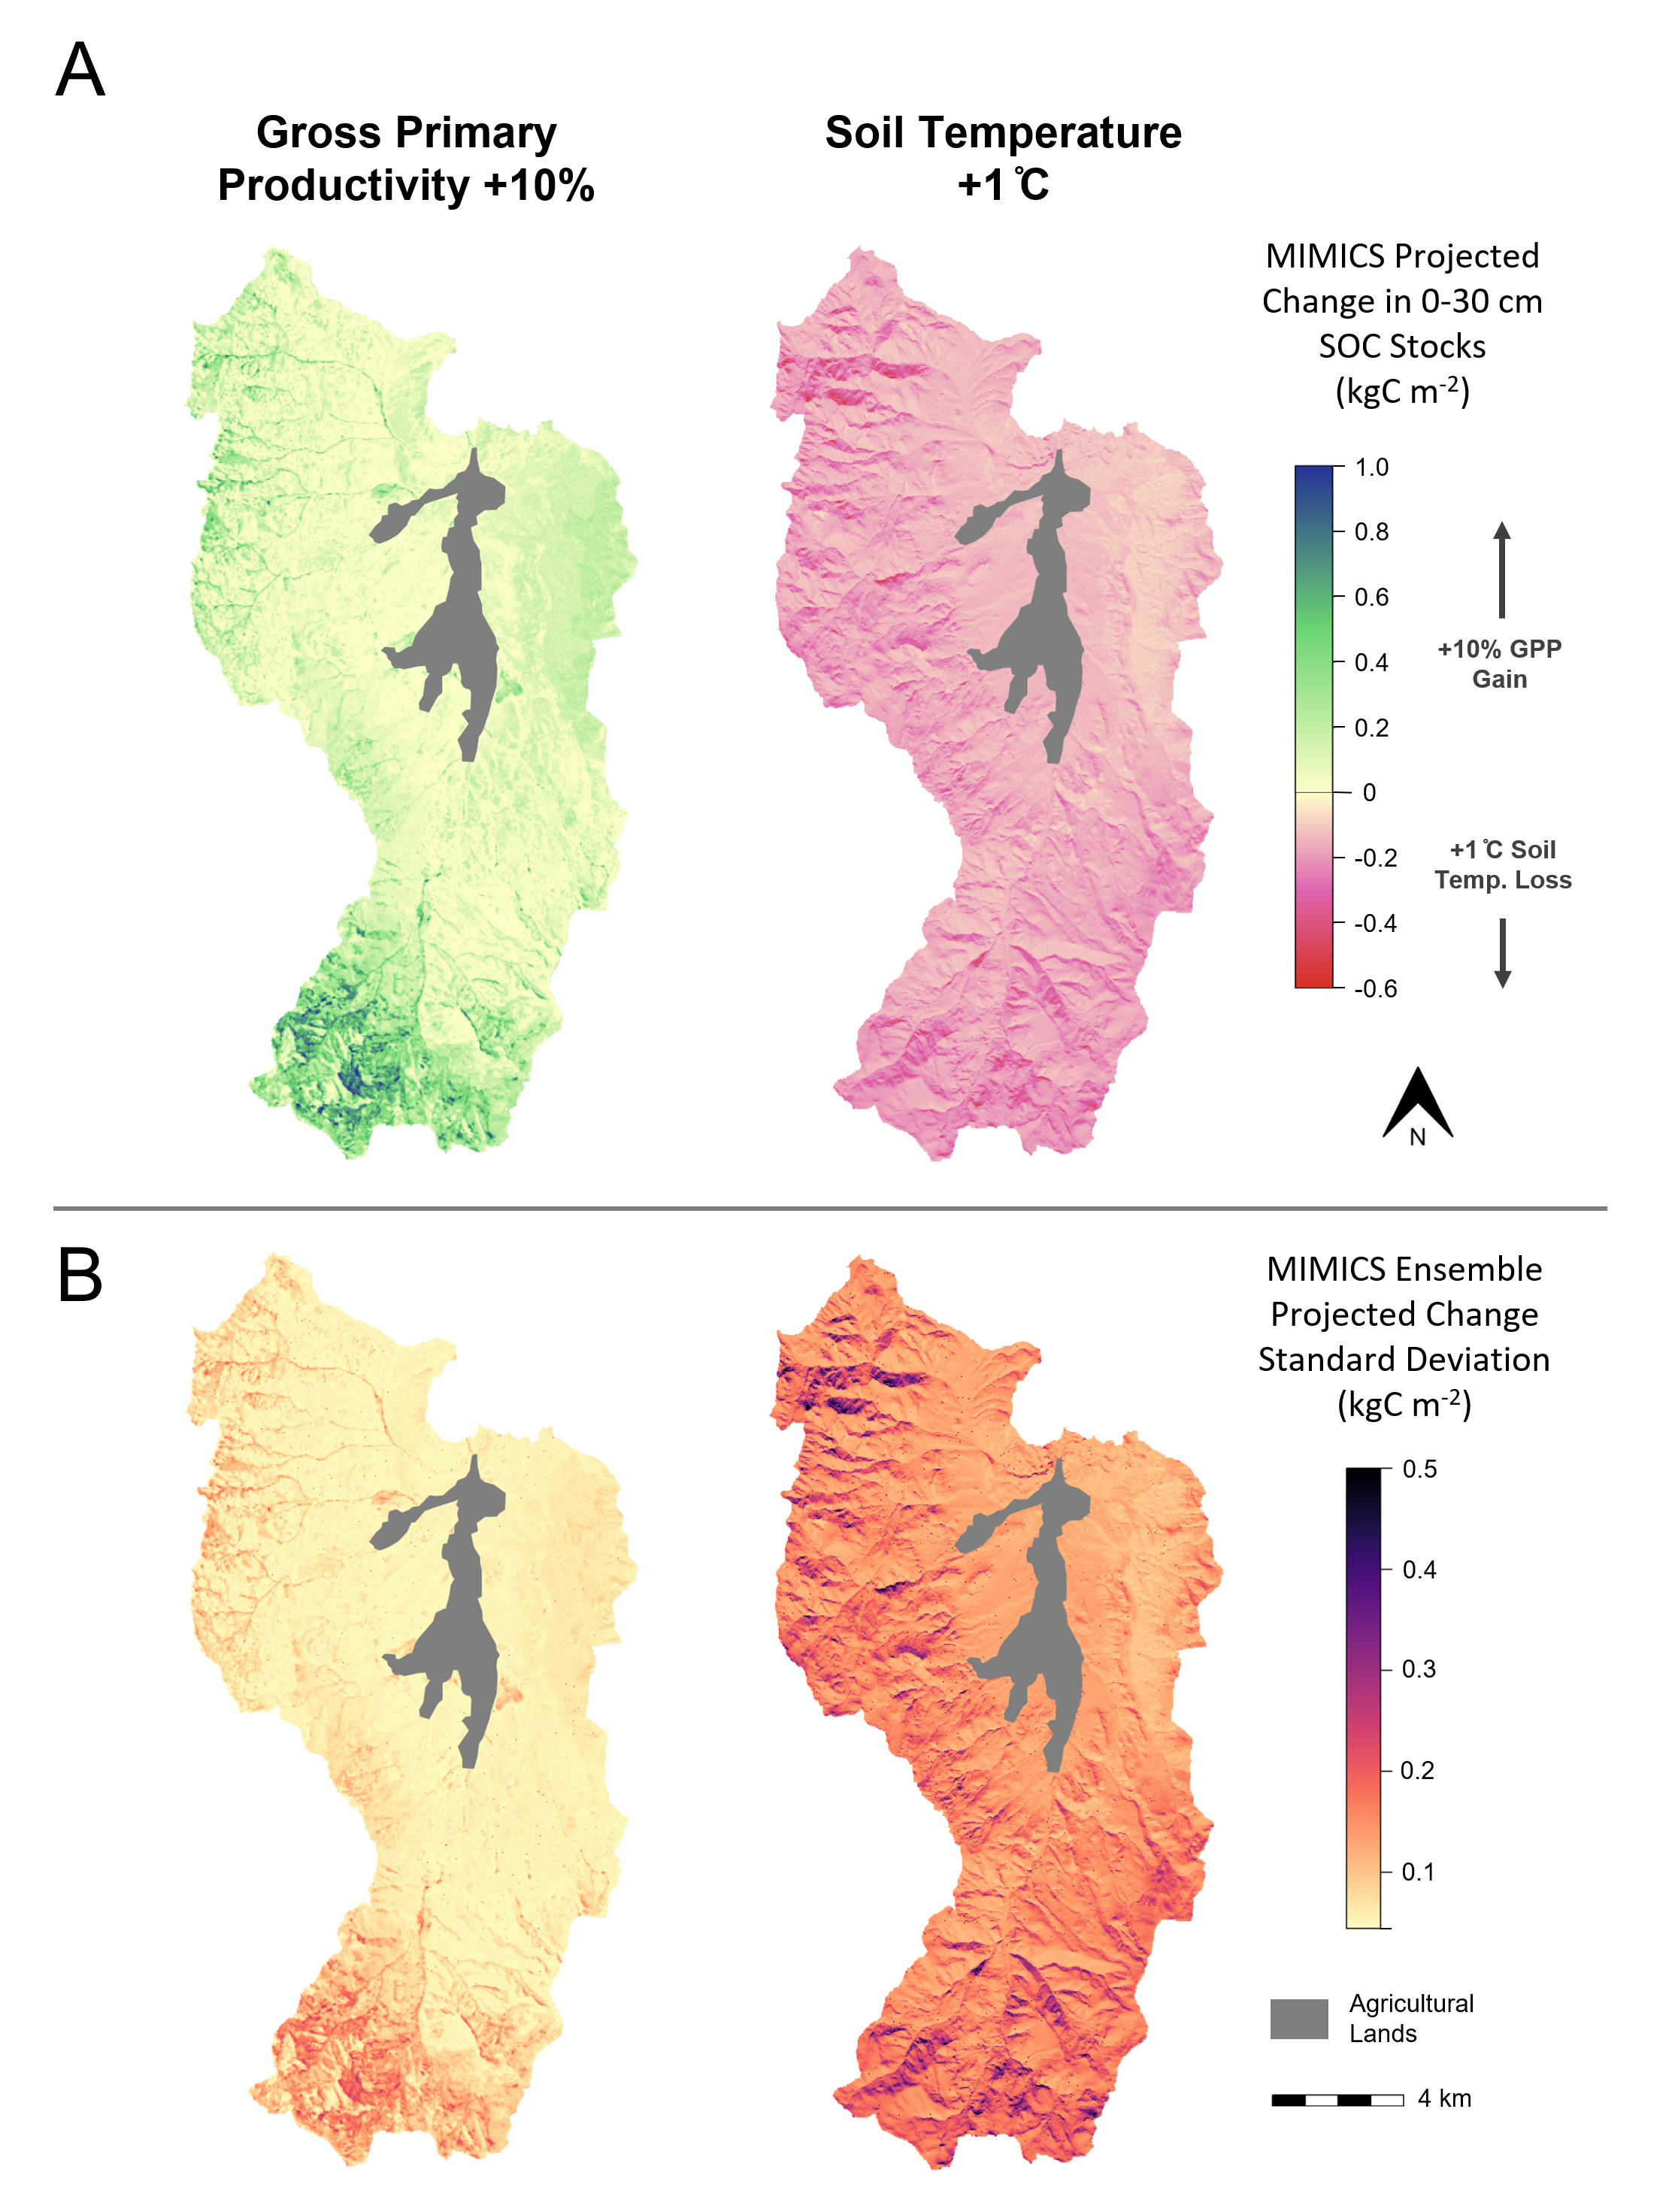 A
Gross Primary
Productivity +10%
Soil Temperature
+1 ̊C
MIMICS Projected
Change in 0-30 cm
SOC Stocks
(kgC m-2)
1.0
0.8
0.6
0.4
0.2
0
-0.2
-0.4
-0.6
+10% GPP
Gain
+1 ̊C Soil
Temp. Loss
N
B
MIMICS Ensemble
Projected Change
Standard Deviation
(kgC m-2)
0.5
0.4
0.3
0.2
0.1
Agricultural
Lands
4 km